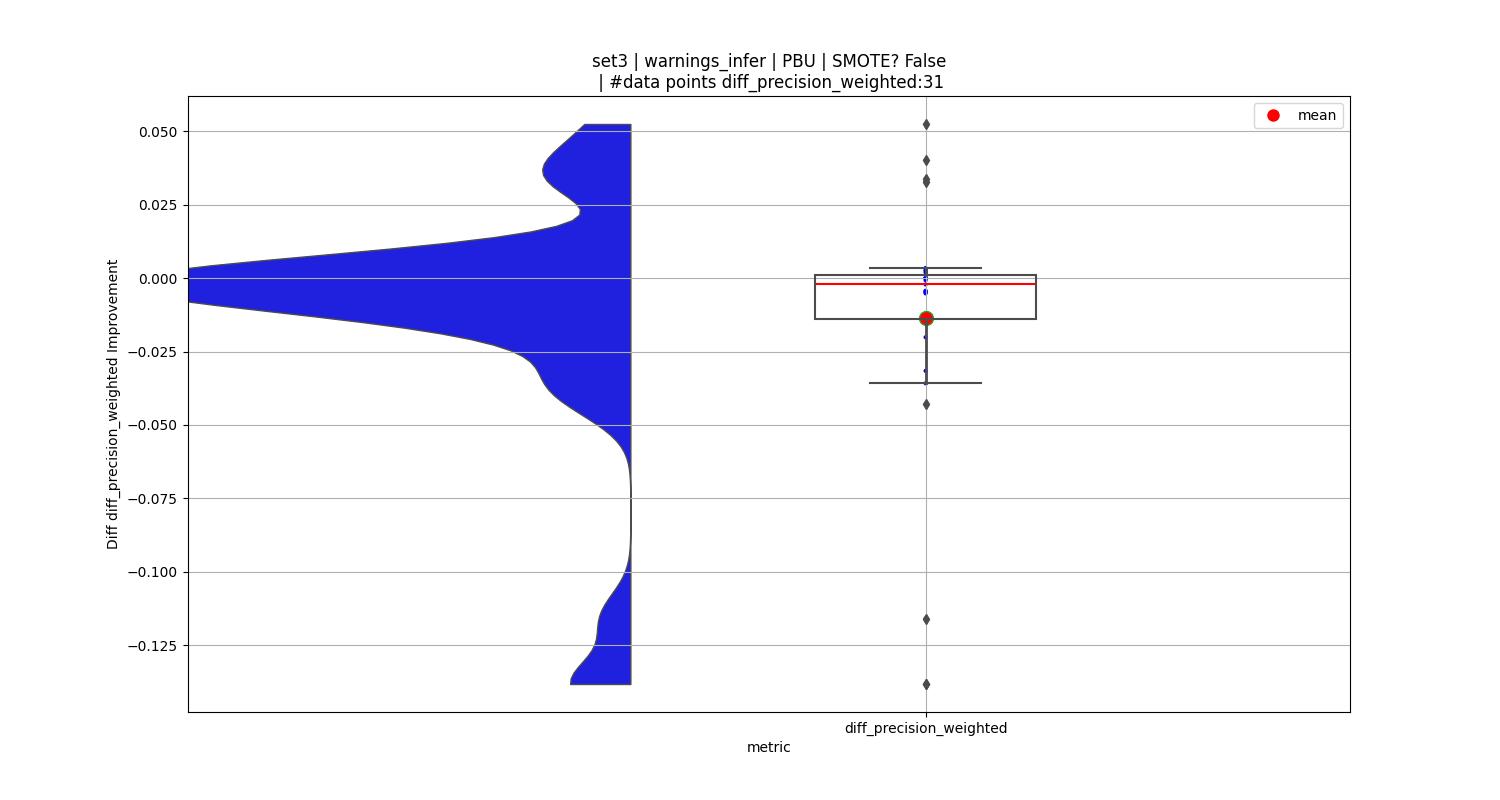 set3 | warnings_infer | PBU | SMOTE? False
| #data points diff_precision_weighted:31
mean
0.050
0.025
0.000
−0.025
−0.050
−0.075
−0.100
−0.125
Diff diff_precision_weighted Improvement
diff_precision_weighted
metric